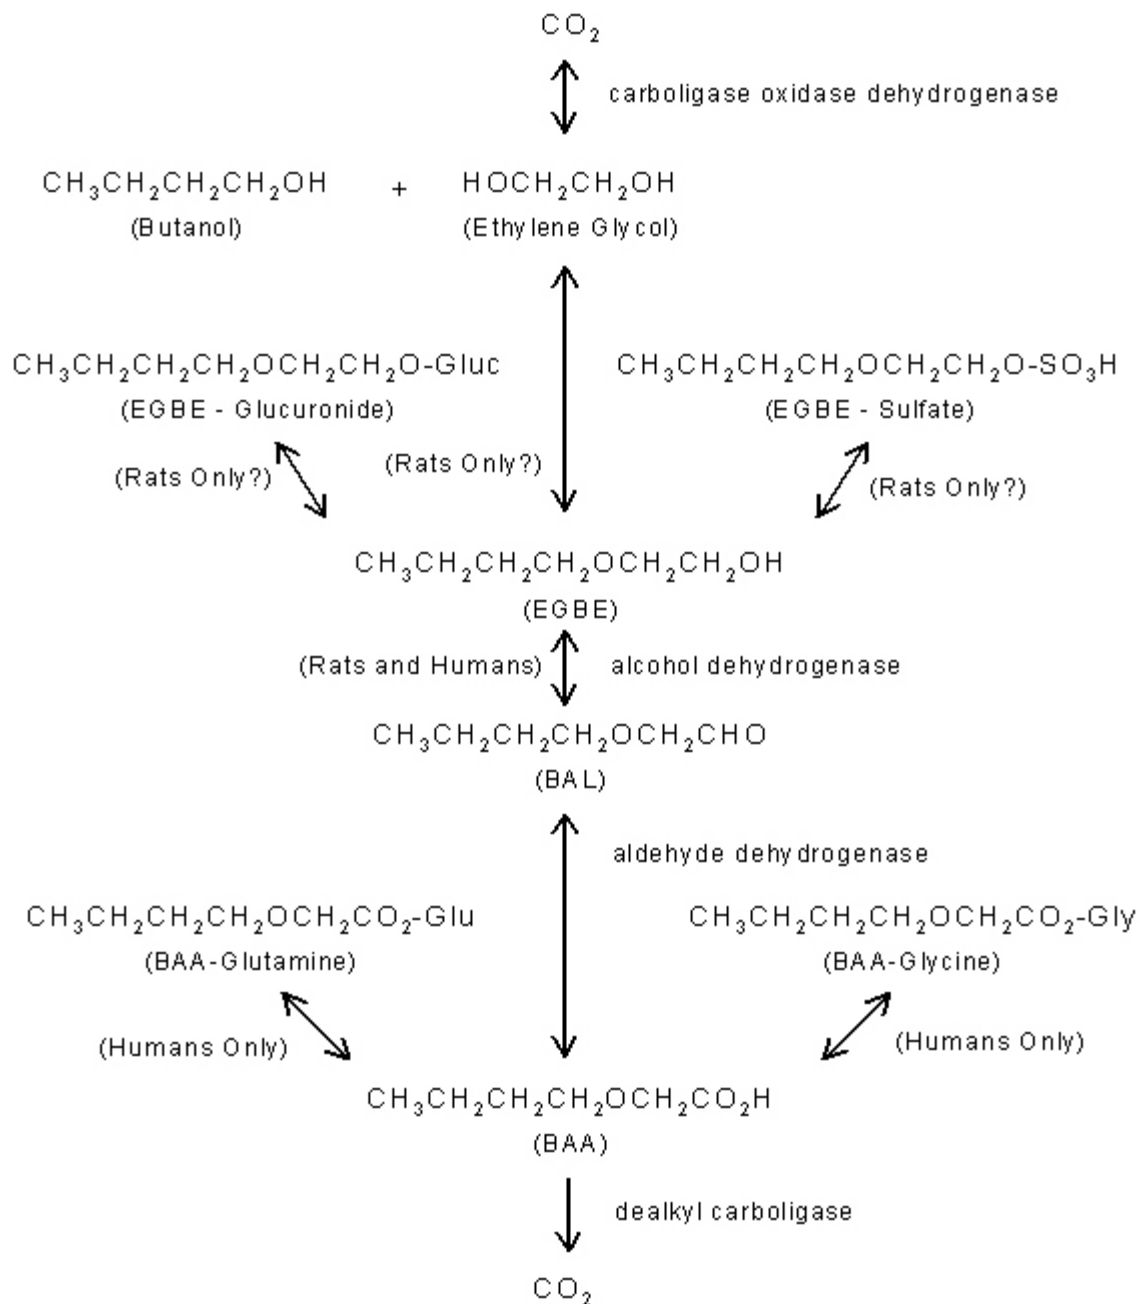 CO₂
carboligase oxidase dehydrogenase
CH₃CH₂CH₂CH₂OH + HOCH₂CH₂OH
(Butanol) (Ethylene Glycol)
CH₃CH₂CH₂CH₂OCH₂CH₂O-Gluc CH₃CH₂CH₂CH₂OCH₂CH₂O-SO₃H
(EGBE - Glucuronide) (EGBE - Sulfate)
(Rats Only?) (Rats Only?) (Rats Only?)
CH₃CH₂CH₂CH₂OCH₂CH₂OH
(EGBE)
(Rats and Humans) alcohol dehydrogenase
CH₃CH₂CH₂CH₂OCH₂CHO
(BAL)
aldehyde dehydrogenase
CH₃CH₂CH₂CH₂OCH₂CO₂-Glu CH₃CH₂CH₂CH₂OCH₂CO₂-Gly
(BAA-Glutamine) (BAA-Glycine)
(Humans Only) (Humans Only)
CH₃CH₂CH₂CH₂OCH₂CO₂H
(BAA)
dealkyl carboligase
CO₂